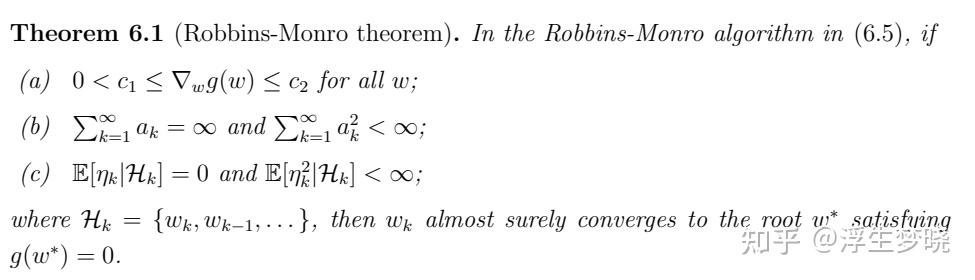 Theorem 6.1 (Robbins-Monro theorem). In the Robbins-Monro algorithm in (6.5), if
(a) 0 < c₁ ≤ ∇_w g(w) ≤ c₂ for all w;
(b) ∑_{k=1}^{∞} a_k = ∞ and ∑_{k=1}^{∞} a_k² < ∞;
(c) 𝔼[η_k|ℋ_k] = 0 and 𝔼[η_k²|ℋ_k] < ∞;
where ℋ_k = {w_k, w_{k−1}, . . . }, then w_k almost surely converges to the root w* satisfying
g(w*) = 0.
知乎 @浮生梦晓